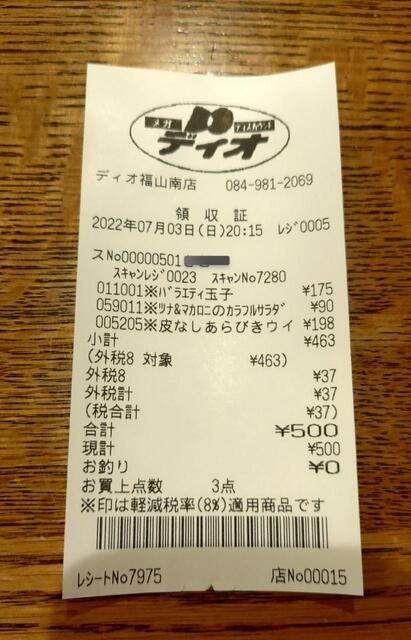 メガ ディスカウント
ディオ
ディオ福山南店 084-981-2069
領収証
2022年07月03日(日)20:15 レジ0005
スNo00000501
スキャンレジ0023 スキャンNo7280
011001※バラエティ玉子 ¥175
059011※ツナ&マカロニのカラフルサラダ ¥90
005205※皮なしあらびきウイ ¥198
小計 ¥463
(外税8 対象 ¥463)
外税8 ¥37
外税計 ¥37
(税合計 ¥37)
合計 ¥500
現計 ¥500
お釣り ¥0
お買上点数 3点
※印は軽減税率(8%)適用商品です
レシートNo7975 店No00015